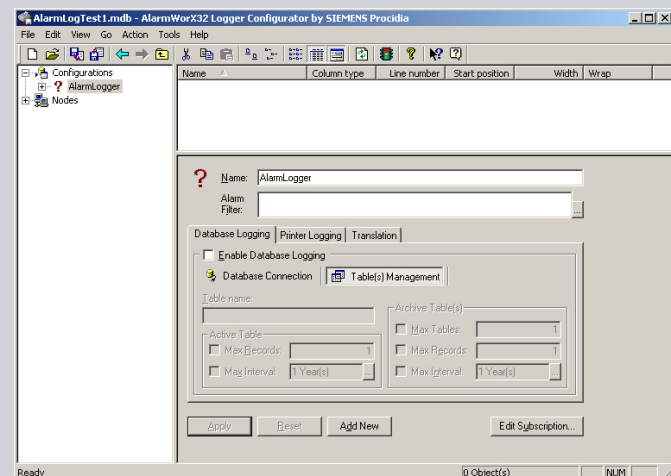 AlarmLogTest1.mdb - AlarmWorX32 Logger Configurator by SIEMENS Procidia
File Edit View Go Action Tools Help
Configurations
AlarmLogger
Nodes
Name Column type Line number Start position Width Wrap
Name: AlarmLogger
Alarm
Filter:
...
Database Logging Printer Logging Translation
Enable Database Logging
Database Connection Table(s) Management
Table name:
Active Table
Max Records: 1
Max Interval: 1 Year(s) ...
Archive Table(s)
Max Tables: 1
Max Records: 1
Max Interval: 1 Year(s) ...
Apply Reset Add New Edit Subscription...
Ready 0 Object(s) NUM